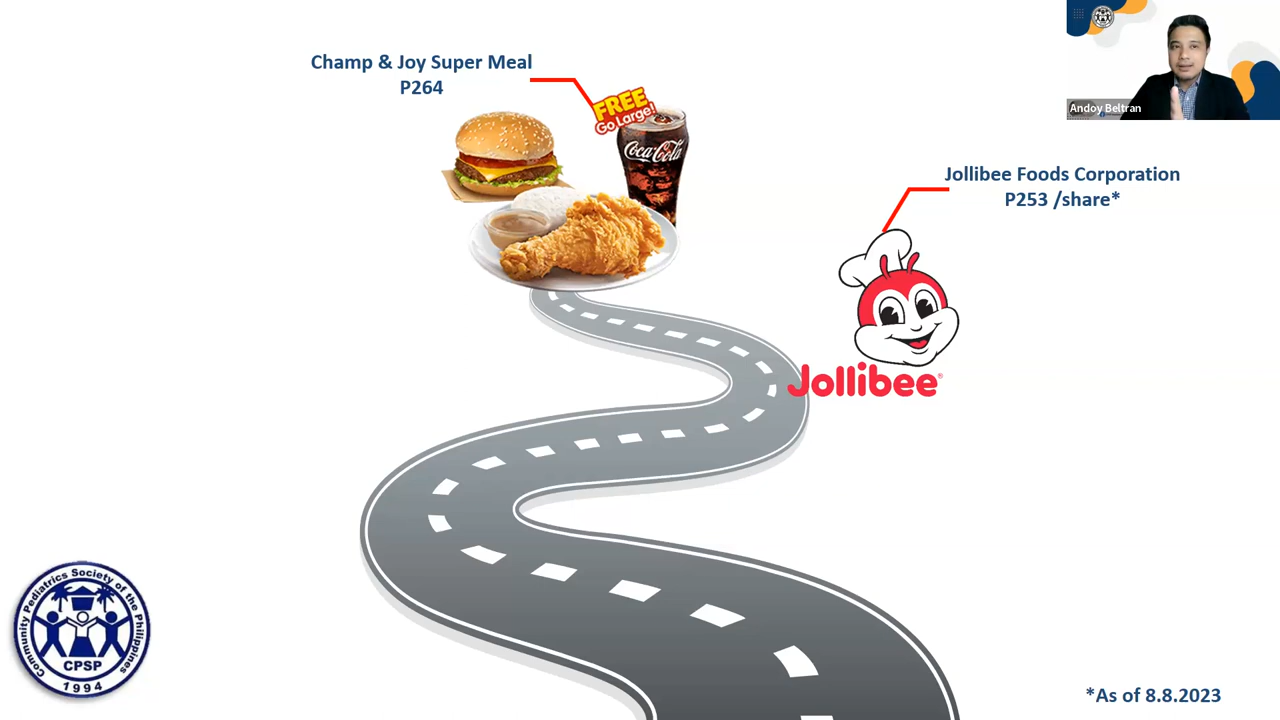 Champ & Joy Super Meal
P264
FREE
Go Large!
Coca-Cola
Andoy Beltran
Jollibee Foods Corporation
P253 /share*
Jollibee®
Community Pediatrics Society of the Philippines
CPSP
1994
*As of 8.8.2023